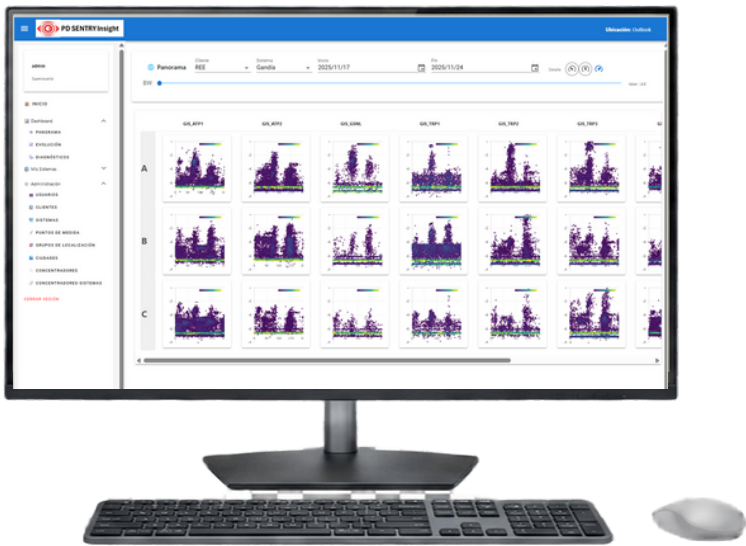 PD SENTRY Insight
Ubicación: Outlook
ADMIN
INICIO
Dashboard
PANORAMA
EVOLUCIÓN
DIAGNÓSTICOS
Mis Sistemas
Administración
USUARIOS
CLIENTES
SISTEMAS
PUNTOS DE MEDIDA
GRUPOS DE LOCALIZACIÓN
CIUDADES
CONCENTRADORES
CONCENTRADORES SISTEMAS
CERRAR SESIÓN
Panorama
Cliente
REE
Sistema
Gandia
Inicio
2025/11/17
Fin
2025/11/24
BW
GIS_ATP1 GIS_ATP2 GIS_TRP1 GIS_TRP2 GIS_TRP3
A
B
C